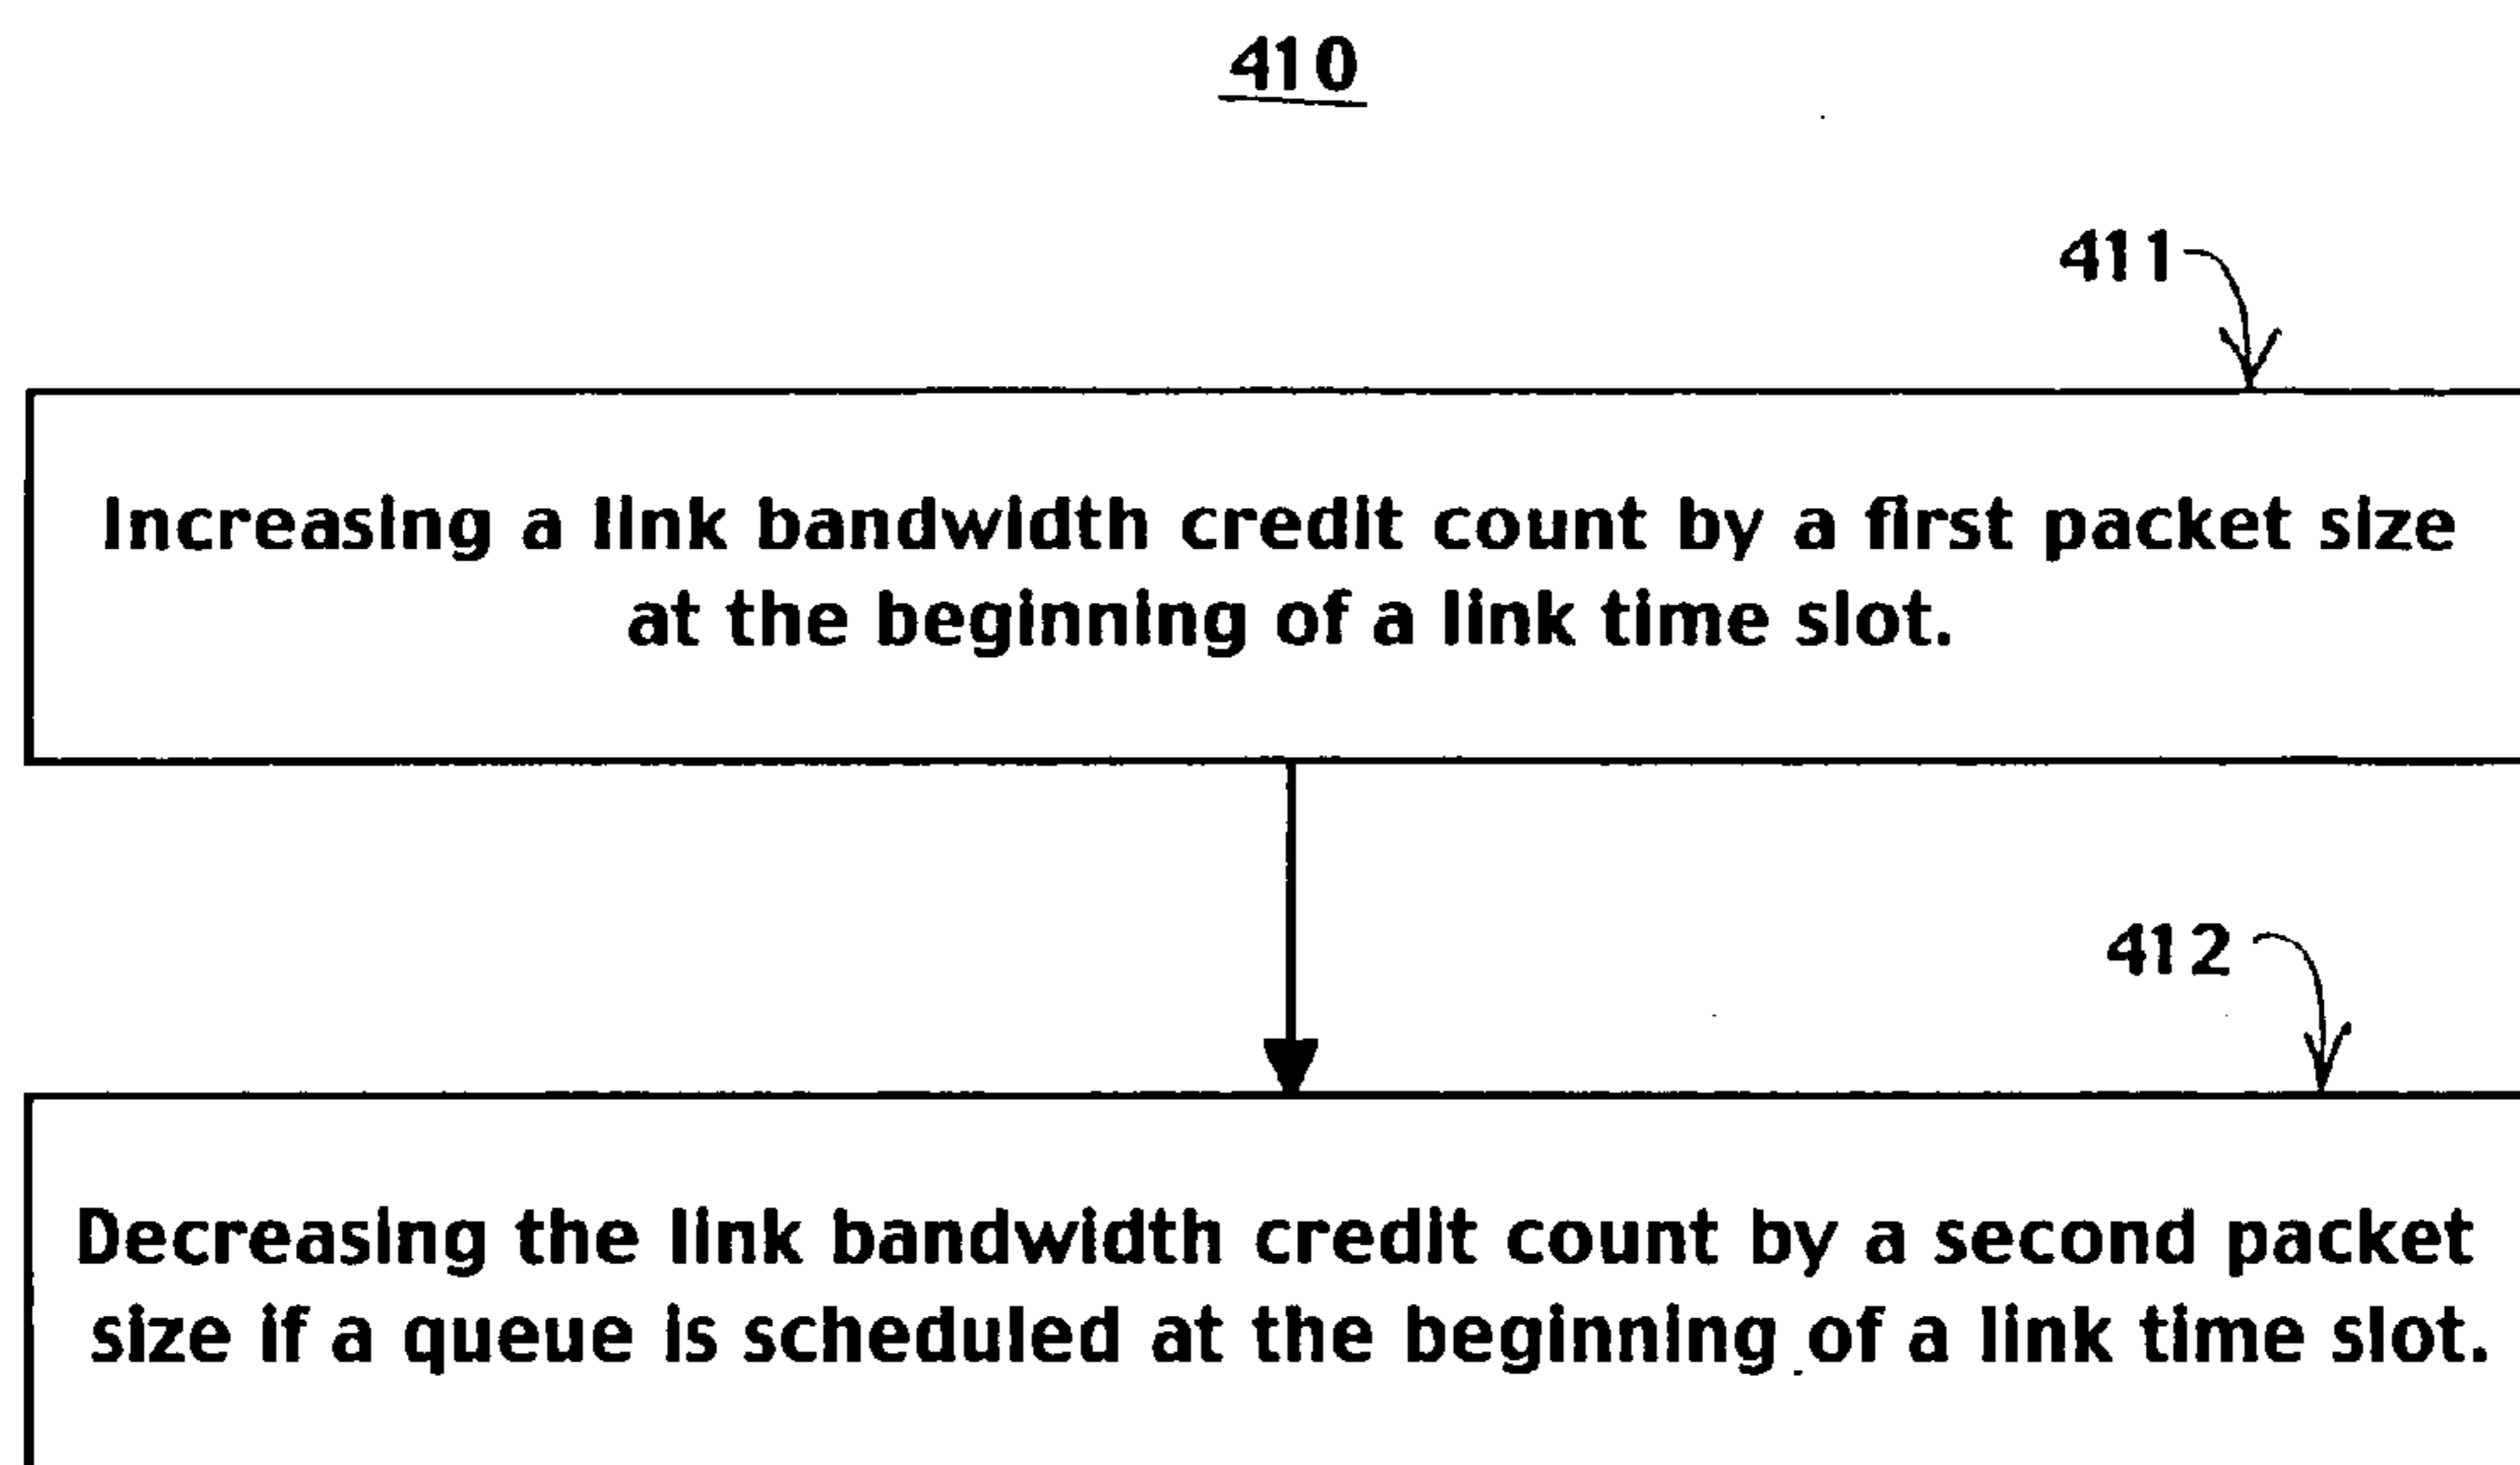 410
411
Increasing a link bandwidth credit count by a first packet size
at the beginning of a link time slot.
412
Decreasing the link bandwidth credit count by a second packet
size if a queue is scheduled at the beginning of a link time slot.